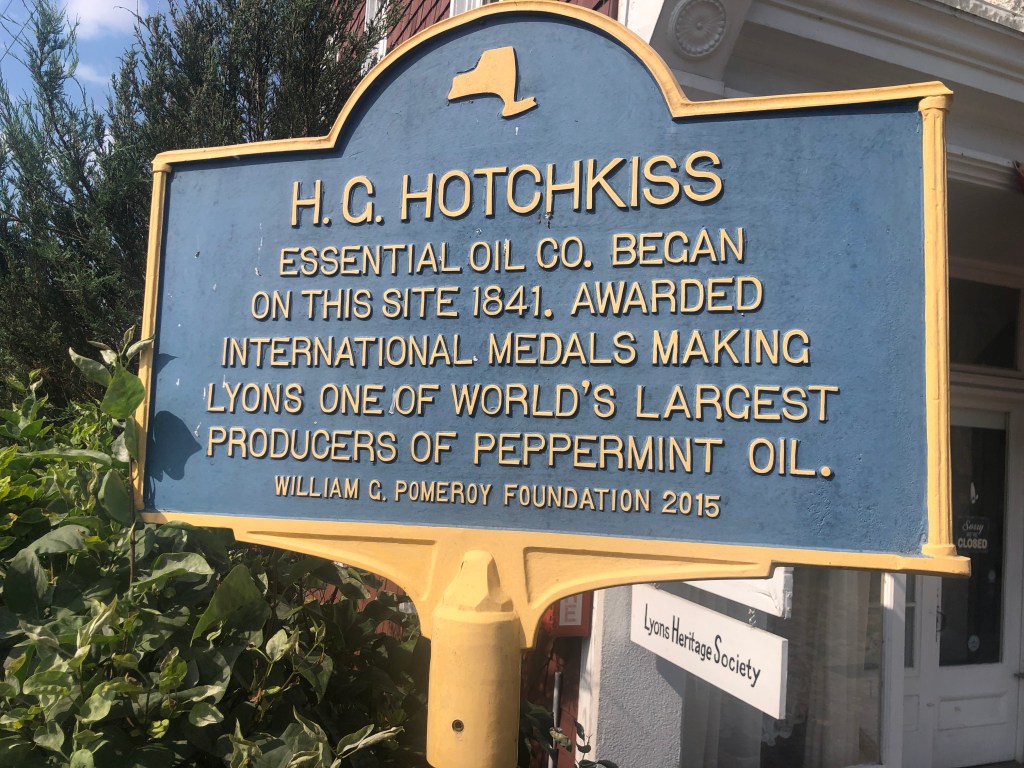 H. G. HOTCHKISS
ESSENTIAL OIL CO. BEGAN
ON THIS SITE 1841. AWARDED
INTERNATIONAL MEDALS MAKING
LYONS ONE OF WORLD'S LARGEST
PRODUCERS OF PEPPERMINT OIL.
WILLIAM G. POMEROY FOUNDATION 2015
Sorry
CLOSED
Lyons Heritage Society